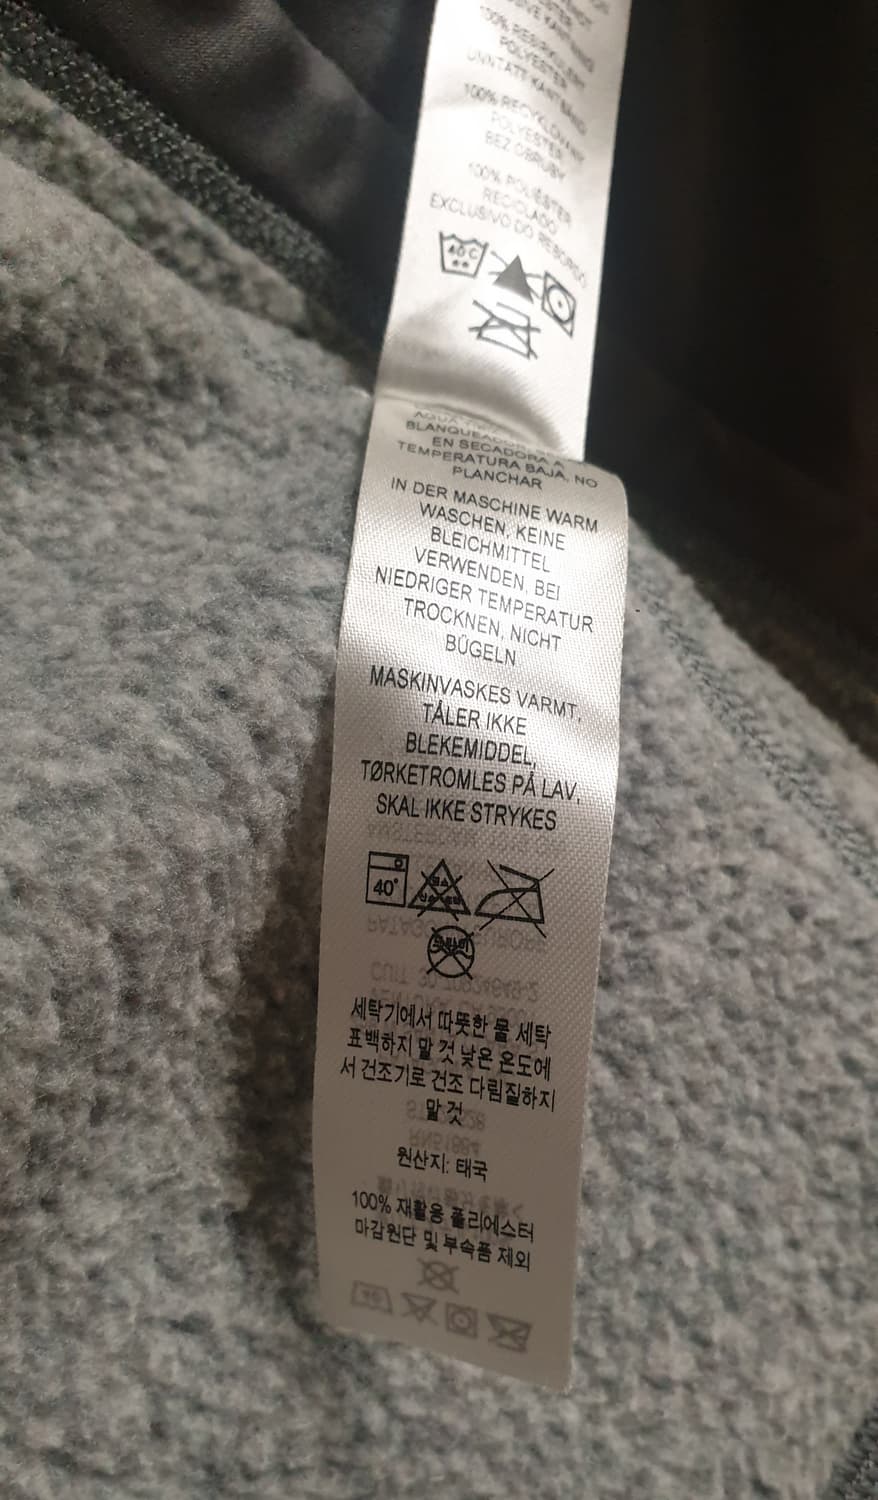 100% POLYESTER
UNNTATT KANTBÅND
100% RECYKLOVANÝ
POLYESTER
BEZ OBRUBY
100% POLIÉSTER
RECICLADO
EXCLUSIVO DO REBORDO
40 C
BLANQUEADOR
EN SECADORA A
TEMPERATURA BAJA, NO
PLANCHAR
IN DER MASCHINE WARM
WASCHEN, KEINE
BLEICHMITTEL
VERWENDEN, BEI
NIEDRIGER TEMPERATUR
TROCKNEN, NICHT
BÜGELN
MASKINVASKES VARMT,
TÅLER IKKE
BLEKEMIDDEL,
TØRKETROMLES PÅ LAV,
SKAL IKKE STRYKES
40°
세탁기에서 따뜻한 물 세탁
표백하지 말 것 낮은 온도에
서 건조기로 건조 다림질하지
말 것
원산지: 태국
100% 재활용 폴리에스터
마감원단 및 부속품 제외